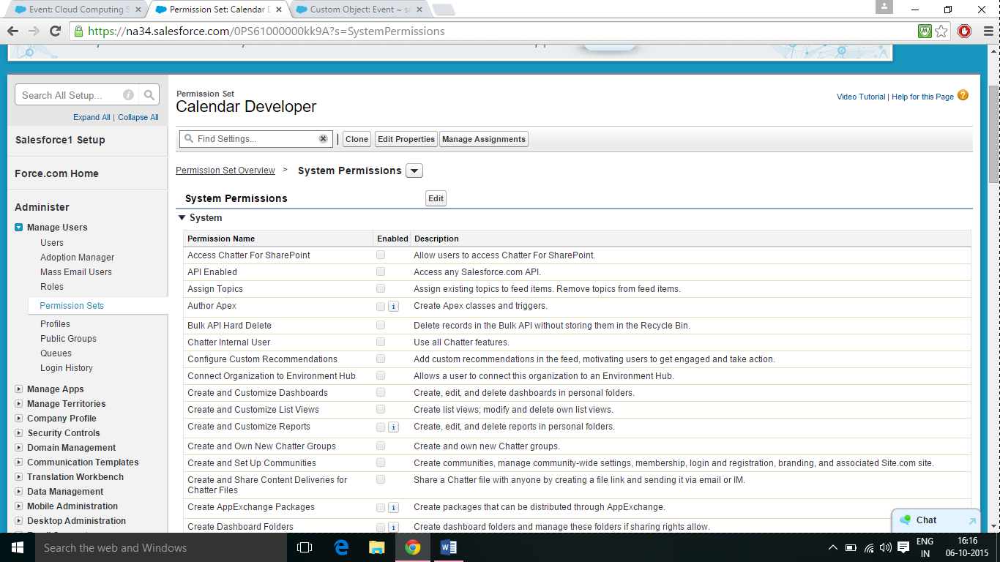 Event: Cloud Computing S
Permission Set: Calendar D
Custom Object: Event ~ sa
https://na34.salesforce.com/0PS61000000kk9A?s=SystemPermissions
Search All Setup...
Expand All | Collapse All
Salesforce1 Setup
Force.com Home
Administer
Manage Users
Users
Adoption Manager
Mass Email Users
Roles
Permission Sets
Profiles
Public Groups
Queues
Login History
Manage Apps
Manage Territories
Company Profile
Security Controls
Domain Management
Communication Templates
Translation Workbench
Data Management
Mobile Administration
Desktop Administration
Permission Set
Calendar Developer
Video Tutorial | Help for this Page
Find Settings...
Clone
Edit Properties
Manage Assignments
Permission Set Overview > System Permissions
System Permissions
Edit
System
Permission Name Enabled Description
Access Chatter For SharePoint Allow users to access Chatter For SharePoint.
API Enabled Access any Salesforce.com API.
Assign Topics Assign existing topics to feed items. Remove topics from feed items.
Author Apex i Create Apex classes and triggers.
Bulk API Hard Delete Delete records in the Bulk API without storing them in the Recycle Bin.
Chatter Internal User Use all Chatter features.
Configure Custom Recommendations Add custom recommendations in the feed, motivating users to get engaged and take action.
Connect Organization to Environment Hub Allows a user to connect this organization to an Environment Hub.
Create and Customize Dashboards Create, edit, and delete dashboards in personal folders.
Create and Customize List Views Create list views; modify and delete own list views.
Create and Customize Reports i Create, edit, and delete reports in personal folders.
Create and Own New Chatter Groups Create and own new Chatter groups.
Create and Set Up Communities Create communities, manage community-wide settings, membership, login and registration, branding, and associated Site.com site.
Create and Share Content Deliveries for Share a Chatter file with anyone by creating a file link and sending it via email or IM.
Chatter Files
Create AppExchange Packages i Create packages that can be distributed through AppExchange.
Create Dashboard Folders i Create dashboard folders and manage these folders if sharing rights allow.
Chat
Search the web and Windows
ENG
IN
16:16
06-10-2015